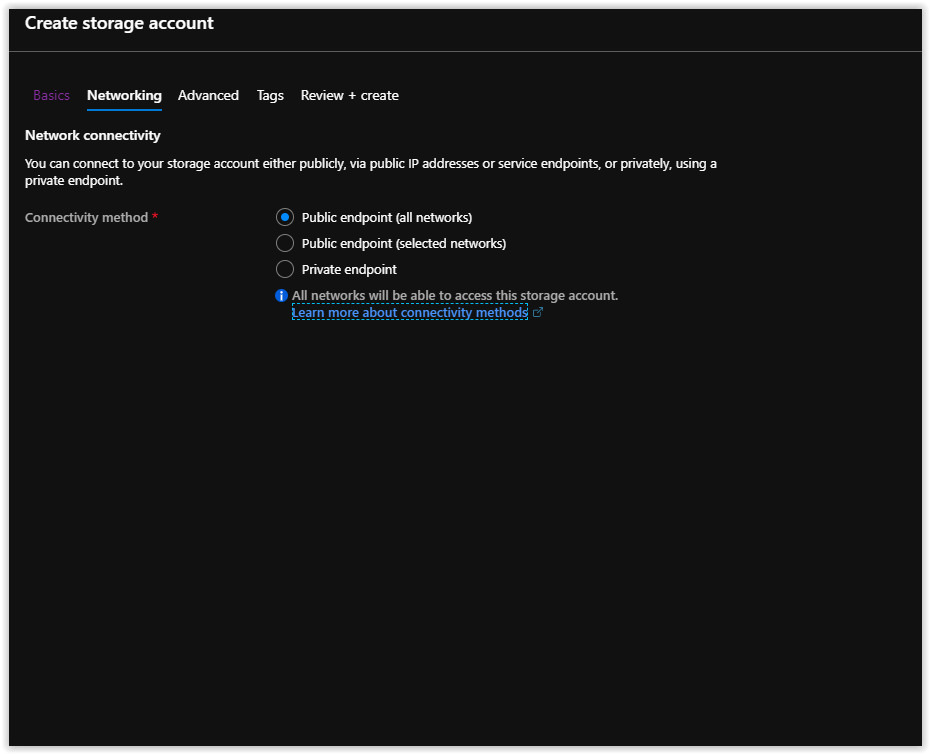 Create storage account
Basics Networking Advanced Tags Review + create
Network connectivity
You can connect to your storage account either publicly, via public IP addresses or service endpoints, or privately, using a
private endpoint.
Connectivity method *
Public endpoint (all networks)
Public endpoint (selected networks)
Private endpoint
All networks will be able to access this storage account.
Learn more about connectivity methods